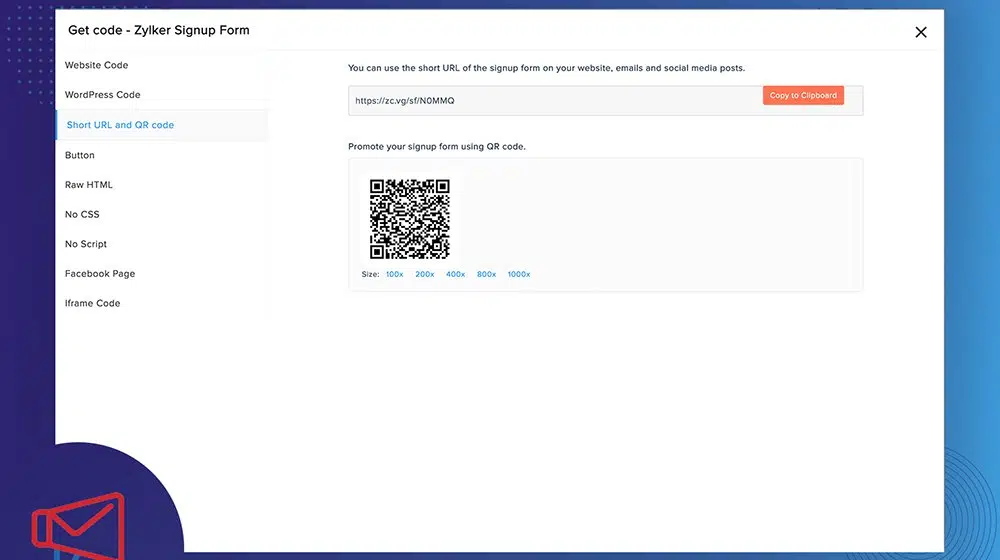 Get code - Zylker Signup Form
Website Code
WordPress Code
Short URL and QR code
Button
Raw HTML
No CSS
No Script
Facebook Page
Iframe Code
You can use the short URL of the signup form on your website, emails and social media posts.
https://zc.vg/sf/N0MMQ
Copy to Clipboard
Promote your signup form using QR code.
Size: 100x 200x 400x 800x 1000x